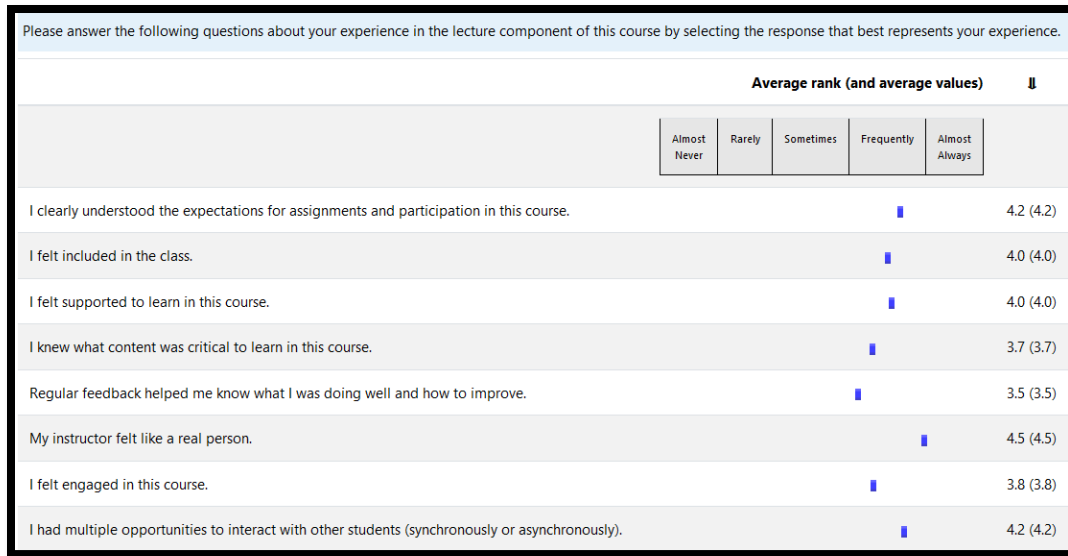 Please answer the following questions about your experience in the lecture component of this course by selecting the response that best represents your experience.
Average rank (and average values) ⇓
Almost Never Rarely Sometimes Frequently Almost Always
I clearly understood the expectations for assignments and participation in this course. 4.2 (4.2)
I felt included in the class. 4.0 (4.0)
I felt supported to learn in this course. 4.0 (4.0)
I knew what content was critical to learn in this course. 3.7 (3.7)
Regular feedback helped me know what I was doing well and how to improve. 3.5 (3.5)
My instructor felt like a real person. 4.5 (4.5)
I felt engaged in this course. 3.8 (3.8)
I had multiple opportunities to interact with other students (synchronously or asynchronously). 4.2 (4.2)